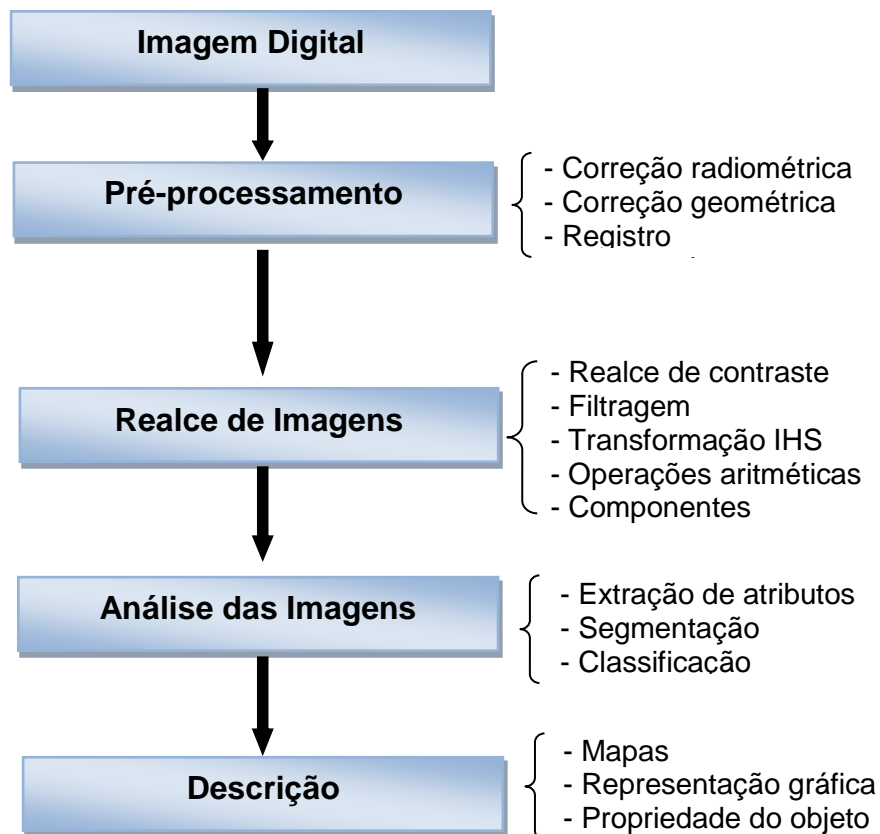 Imagem Digital
Pré-processamento
- Correção radiométrica
- Correção geométrica
- Registro
Realce de Imagens
- Realce de contraste
- Filtragem
- Transformação IHS
- Operações aritméticas
- Componentes
Análise das Imagens
- Extração de atributos
- Segmentação
- Classificação
Descrição
- Mapas
- Representação gráfica
- Propriedade do objeto